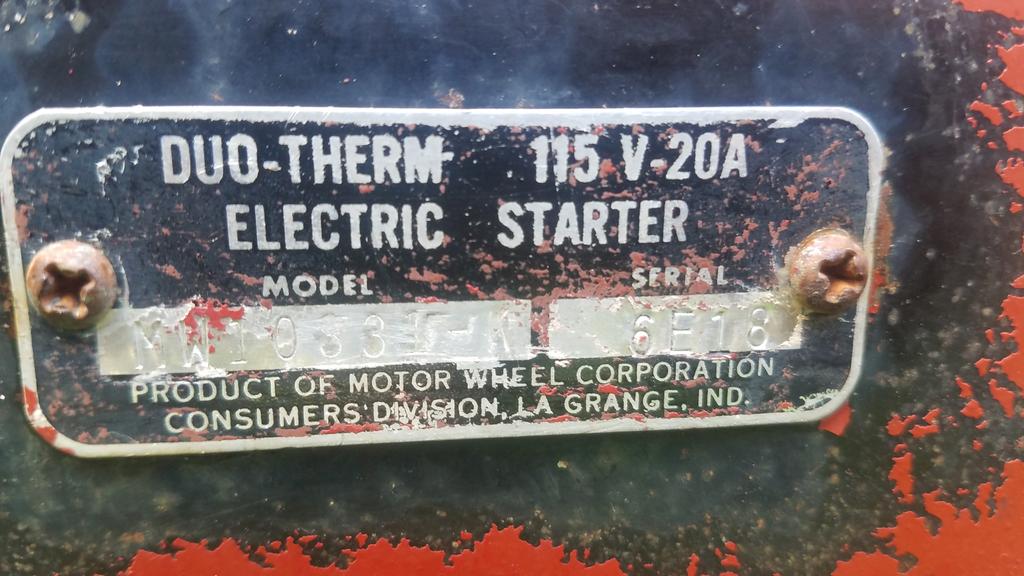 DUO-THERM 115 V-20A
ELECTRIC STARTER
MODEL SERIAL
6E18
PRODUCT OF MOTOR WHEEL CORPORATION
CONSUMERS DIVISION, LA GRANGE, IND.